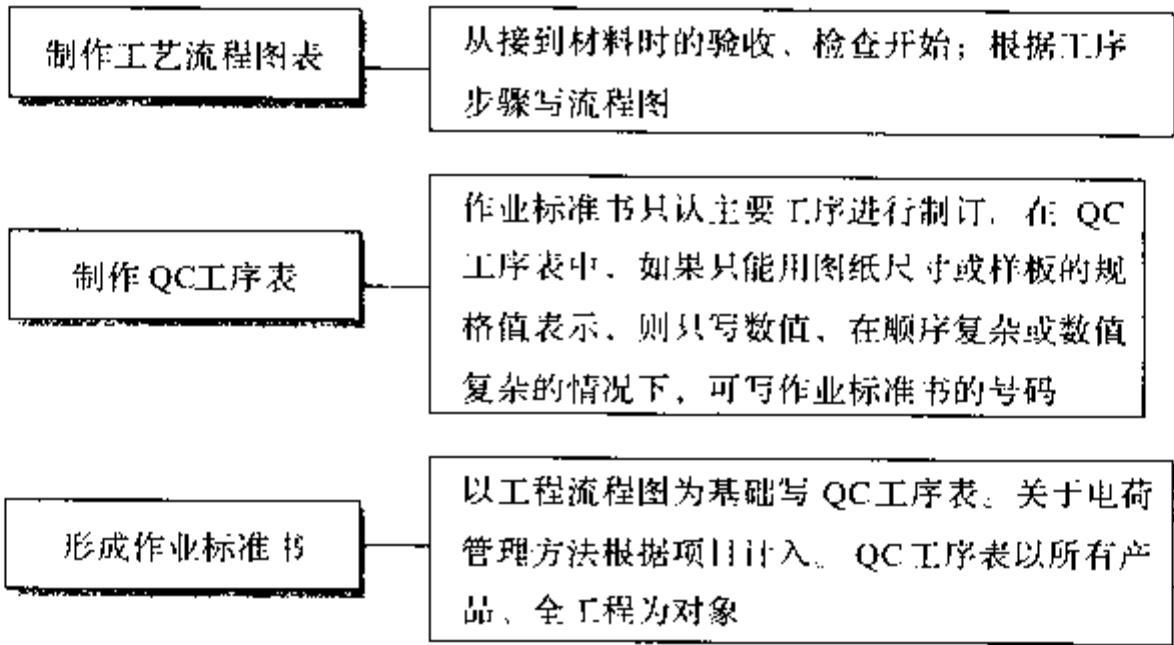 制作工艺流程图表
从接到材料时的验收、检查开始；根据工序
步骤写流程图
制作QC工序表
作业标准书只认主要工序进行制订。在 QC
工序表中、如果只能用图纸尺寸或样板的规
格值表示、则只写数值、在顺序复杂或数值
复杂的情况下、可写作业标准书的号码
形成作业标准书
以工程流程图为基础写 QC工序表。关于电荷
管理方法根据项目计入。QC工序表以所有产
品、全工程为对象